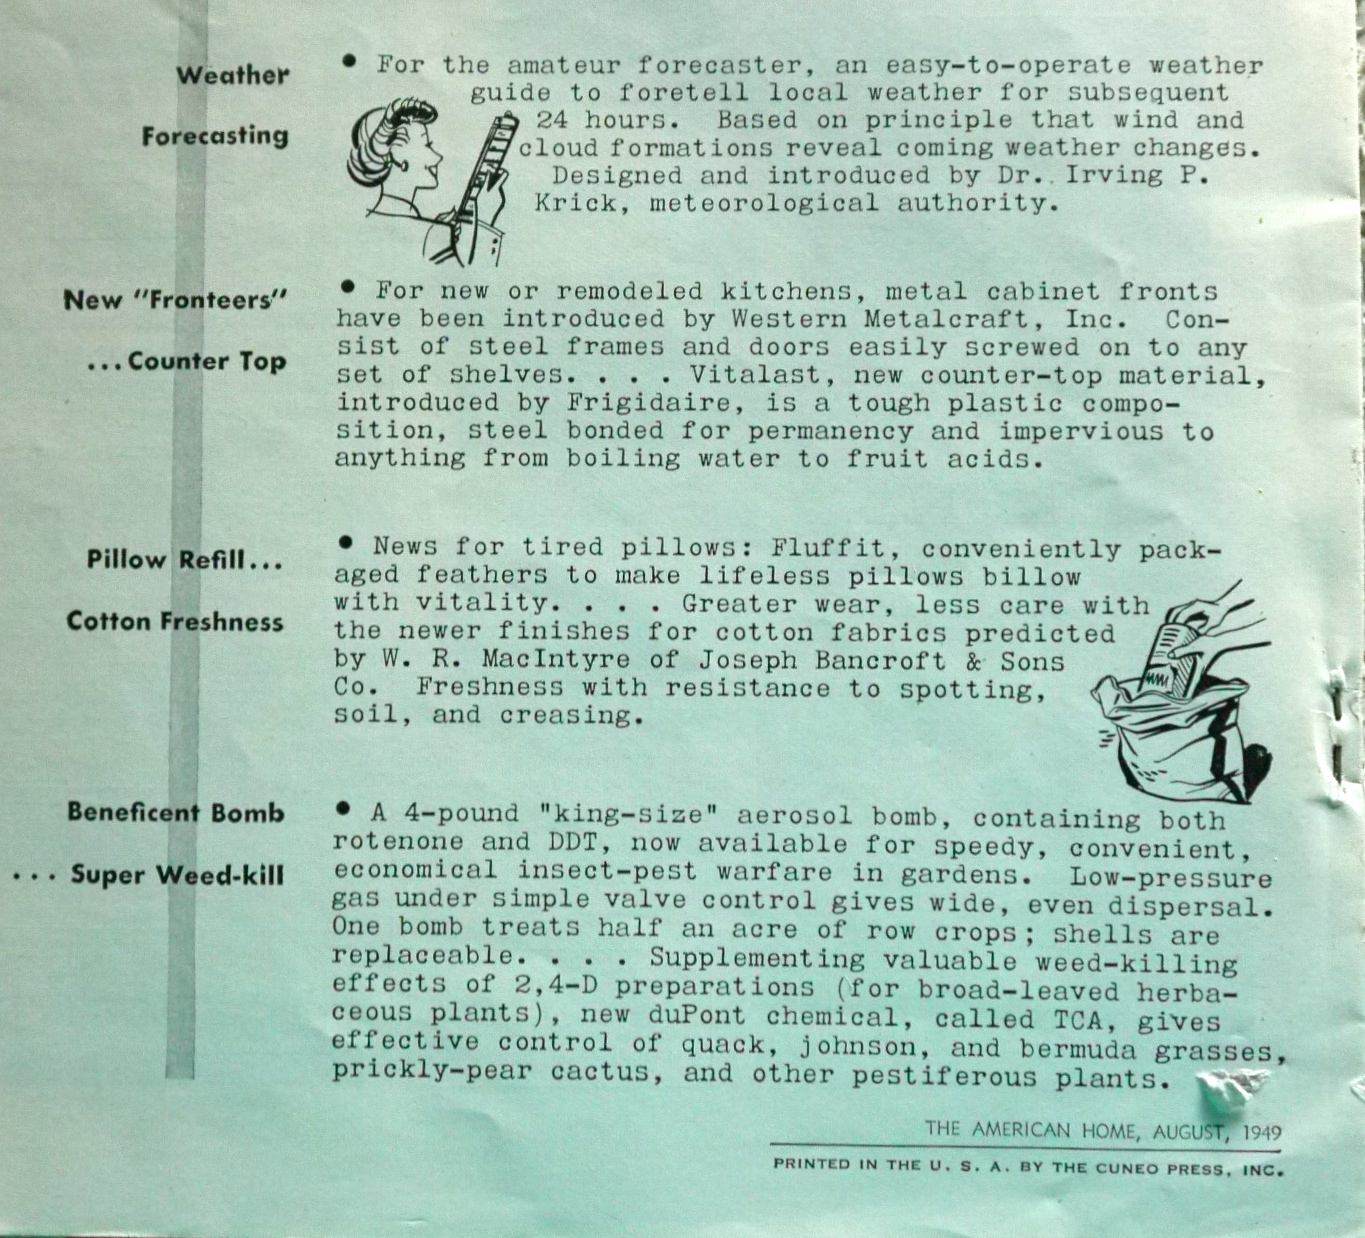 Weather
Forecasting
• For the amateur forecaster, an easy-to-operate weather
guide to foretell local weather for subsequent
24 hours. Based on principle that wind and
cloud formations reveal coming weather changes.
Designed and introduced by Dr. Irving P.
Krick, meteorological authority.
New "Fronteers"
...Counter Top
• For new or remodeled kitchens, metal cabinet fronts
have been introduced by Western Metalcraft, Inc. Con-
sist of steel frames and doors easily screwed on to any
set of shelves. . . . Vitalast, new counter-top material,
introduced by Frigidaire, is a tough plastic compo-
sition, steel bonded for permanency and impervious to
anything from boiling water to fruit acids.
Pillow Refill...
Cotton Freshness
• News for tired pillows: Fluffit, conveniently pack-
aged feathers to make lifeless pillows billow
with vitality. . . . Greater wear, less care with
the newer finishes for cotton fabrics predicted
by W. R. MacIntyre of Joseph Bancroft & Sons
Co. Freshness with resistance to spotting,
soil, and creasing.
Beneficent Bomb
... Super Weed-kill
• A 4-pound "king-size" aerosol bomb, containing both
rotenone and DDT, now available for speedy, convenient,
economical insect-pest warfare in gardens. Low-pressure
gas under simple valve control gives wide, even dispersal.
One bomb treats half an acre of row crops; shells are
replaceable. . . . Supplementing valuable weed-killing
effects of 2,4-D preparations (for broad-leaved herba-
ceous plants), new duPont chemical, called TCA, gives
effective control of quack, johnson, and bermuda grasses,
prickly-pear cactus, and other pestiferous plants.
THE AMERICAN HOME, AUGUST, 1949
PRINTED IN THE U. S. A. BY THE CUNEO PRESS, INC.